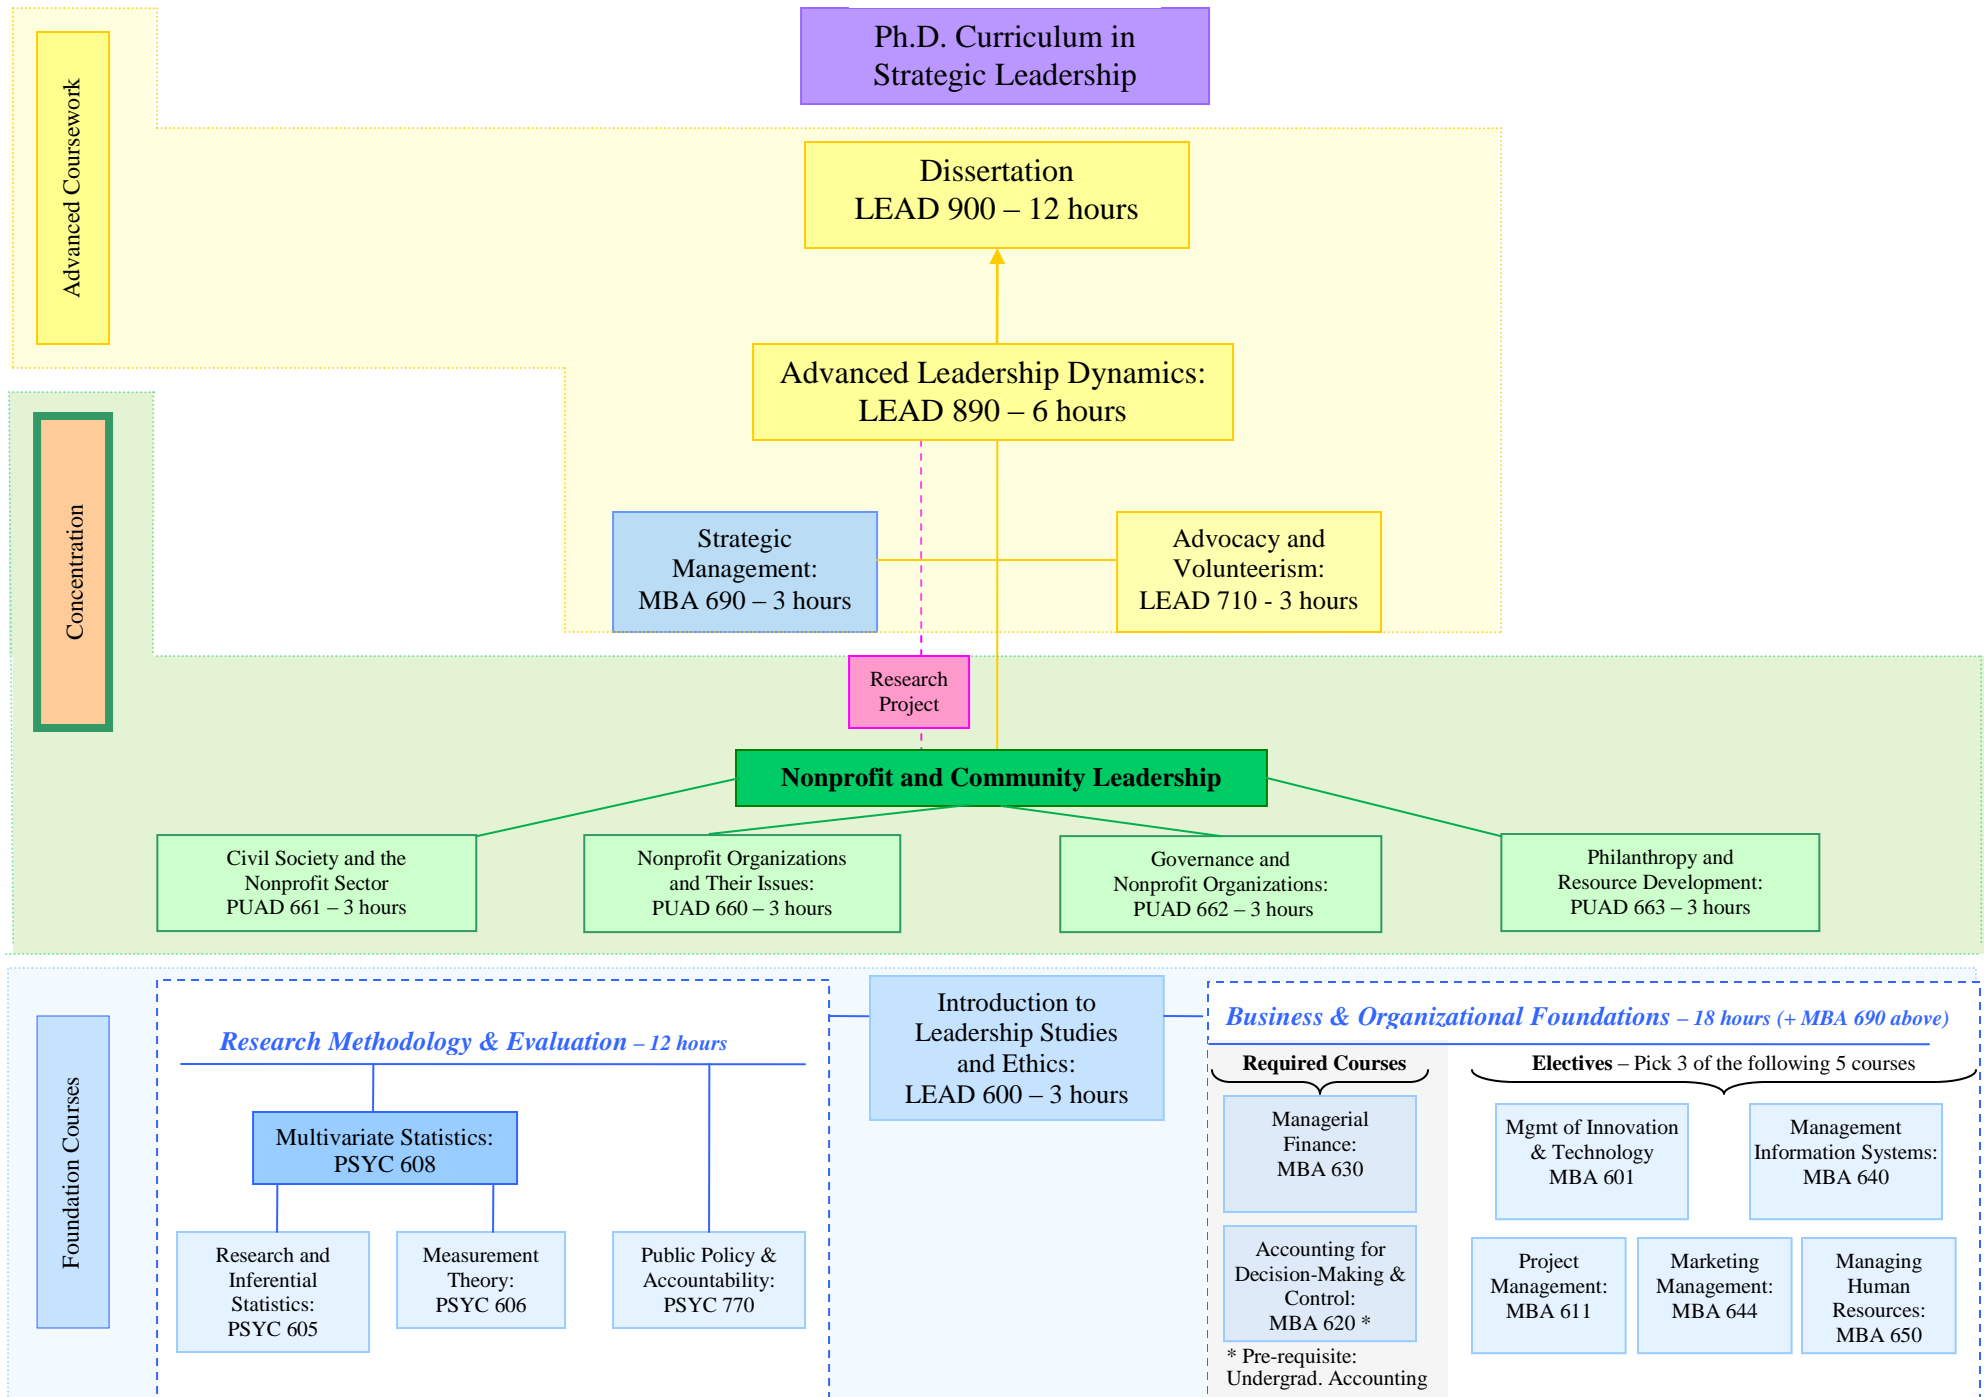 Ph.D. Curriculum in
Strategic Leadership
Advanced Coursework
Dissertation
LEAD 900 – 12 hours
Advanced Leadership Dynamics:
LEAD 890 – 6 hours
Concentration
Strategic
Management:
MBA 690 – 3 hours
Advocacy and
Volunteerism:
LEAD 710 - 3 hours
Research
Project
Nonprofit and Community Leadership
Civil Society and the
Nonprofit Sector
PUAD 661 – 3 hours
Nonprofit Organizations
and Their Issues:
PUAD 660 – 3 hours
Governance and
Nonprofit Organizations:
PUAD 662 – 3 hours
Philanthropy and
Resource Development:
PUAD 663 – 3 hours
Foundation Courses
Research Methodology & Evaluation – 12 hours
Multivariate Statistics:
PSYC 608
Research and
Inferential
Statistics:
PSYC 605
Measurement
Theory:
PSYC 606
Public Policy &
Accountability:
PSYC 770
Introduction to
Leadership Studies
and Ethics:
LEAD 600 – 3 hours
Business & Organizational Foundations – 18 hours (+ MBA 690 above)
Required Courses
Managerial
Finance:
MBA 630
Accounting for
Decision-Making &
Control:
MBA 620 *
* Pre-requisite:
Undergrad. Accounting
Electives – Pick 3 of the following 5 courses
Mgmt of Innovation
& Technology
MBA 601
Management
Information Systems:
MBA 640
Project
Management:
MBA 611
Marketing
Management:
MBA 644
Managing
Human
Resources:
MBA 650